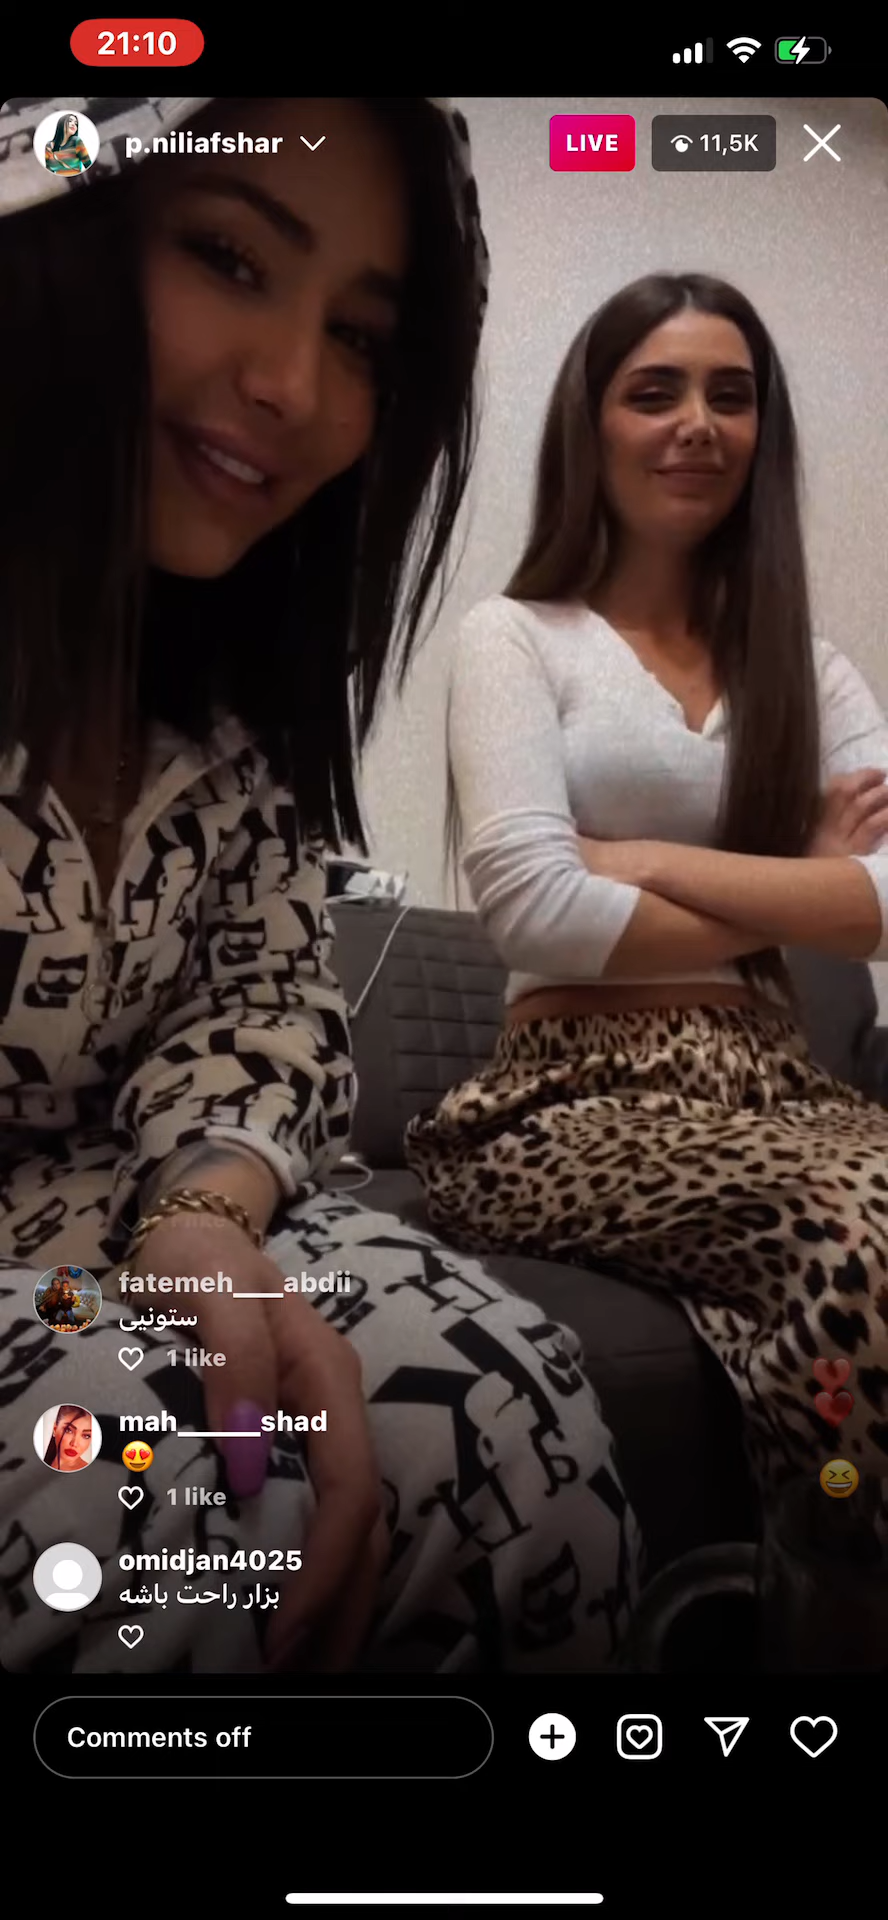 21:10
p.niliafshar
LIVE
11,5K
fatemeh___abdii
ستونیی
1 like
mah_____shad
😍
1 like
omidjan4025
بزار راحت باشه
Comments off